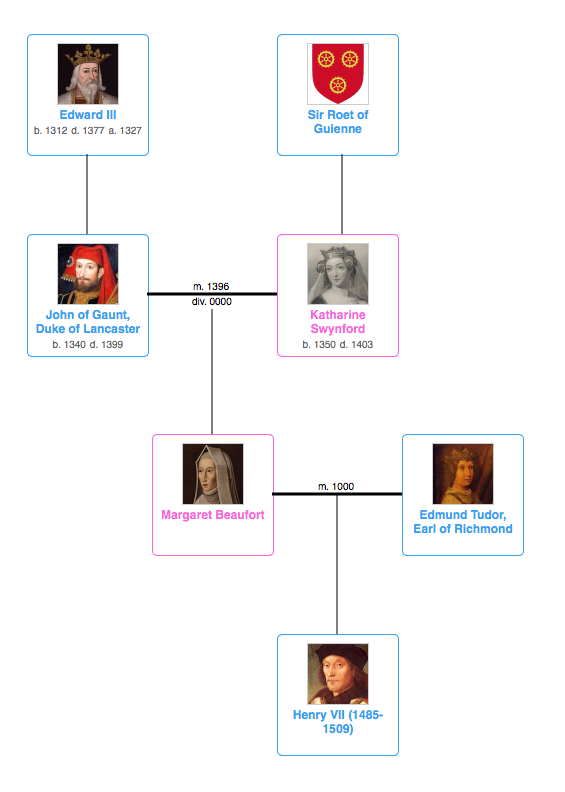 Edward III
b. 1312 d. 1377 a. 1327
Sir Roet of
Guienne
m. 1396
div. 0000
John of Gaunt,
Duke of Lancaster
b. 1340 d. 1399
Katharine
Swynford
b. 1350 d. 1403
m. 1000
Margaret Beaufort
Edmund Tudor,
Earl of Richmond
Henry VII (1485-
1509)